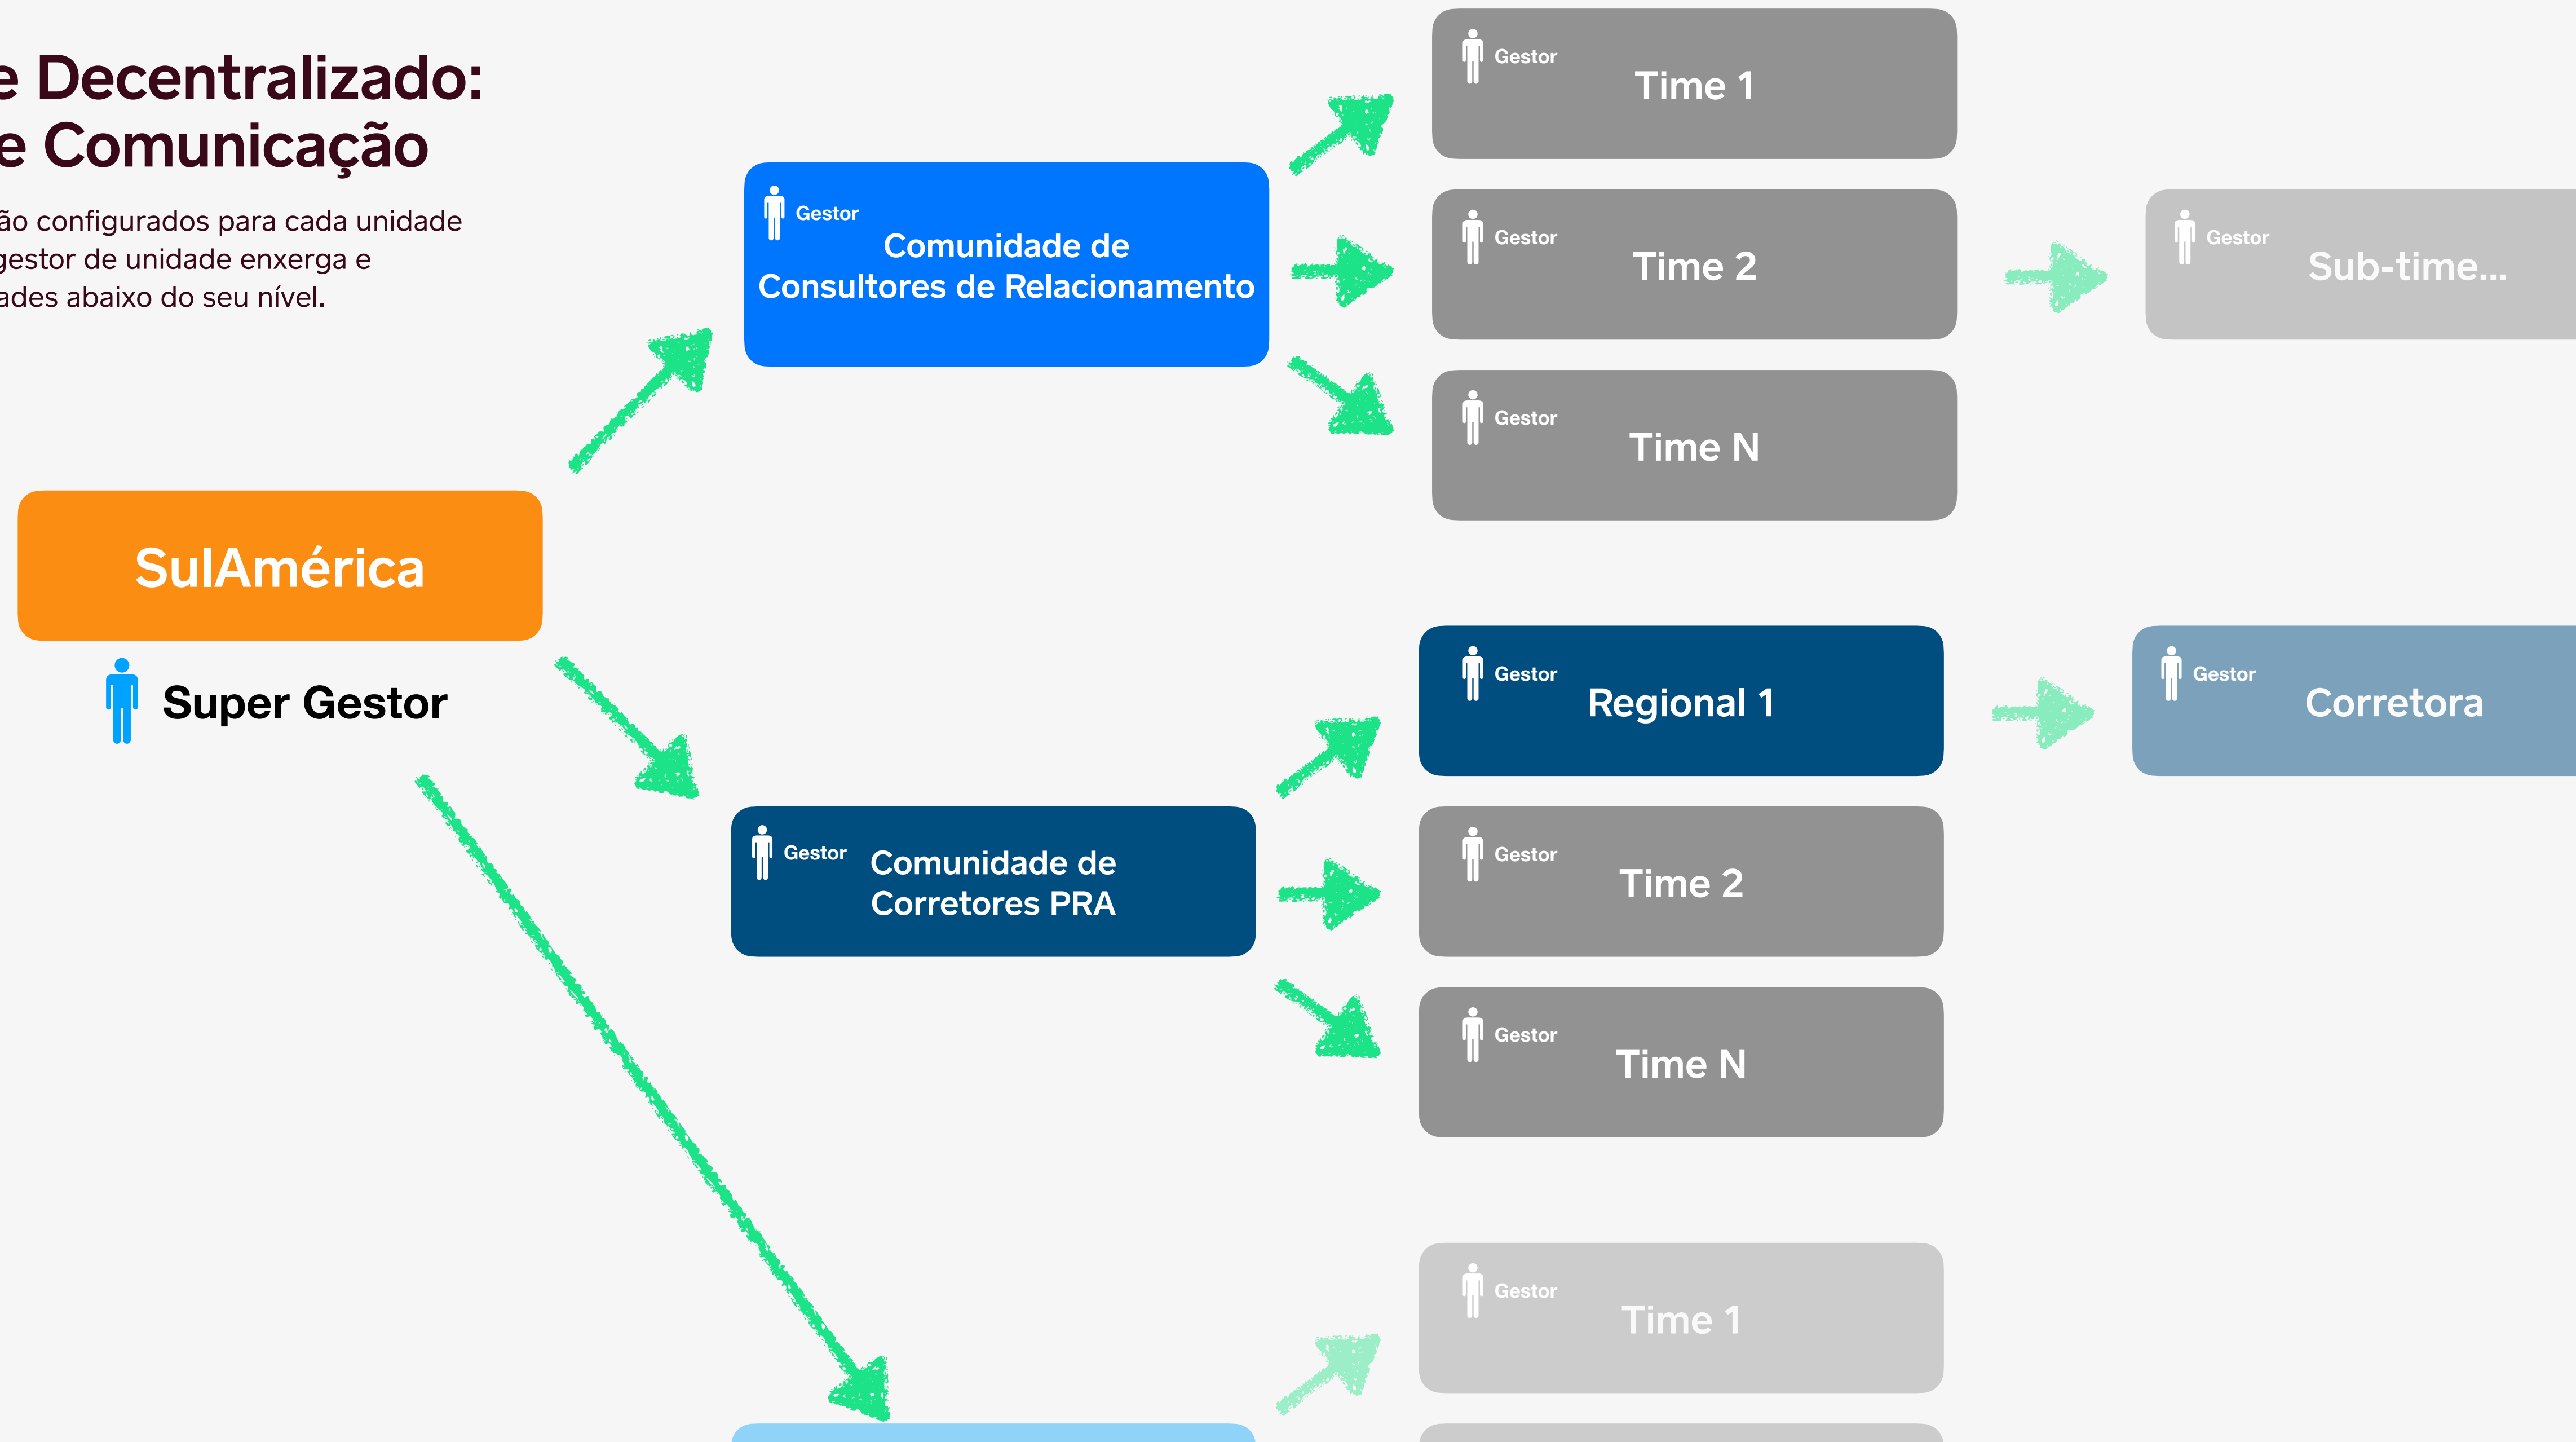 e Decentralizado:
e Comunicação
ão configurados para cada unidade
gestor de unidade enxerga e
ades abaixo do seu nível.
SulAmérica
Super Gestor
Gestor
Comunidade de
Consultores de Relacionamento
Gestor
Time 1
Gestor
Time 2
Gestor
Sub-time...
Gestor
Time N
Gestor
Comunidade de
Corretores PRA
Gestor
Regional 1
Gestor
Corretora
Gestor
Time 2
Gestor
Time N
Gestor
Time 1